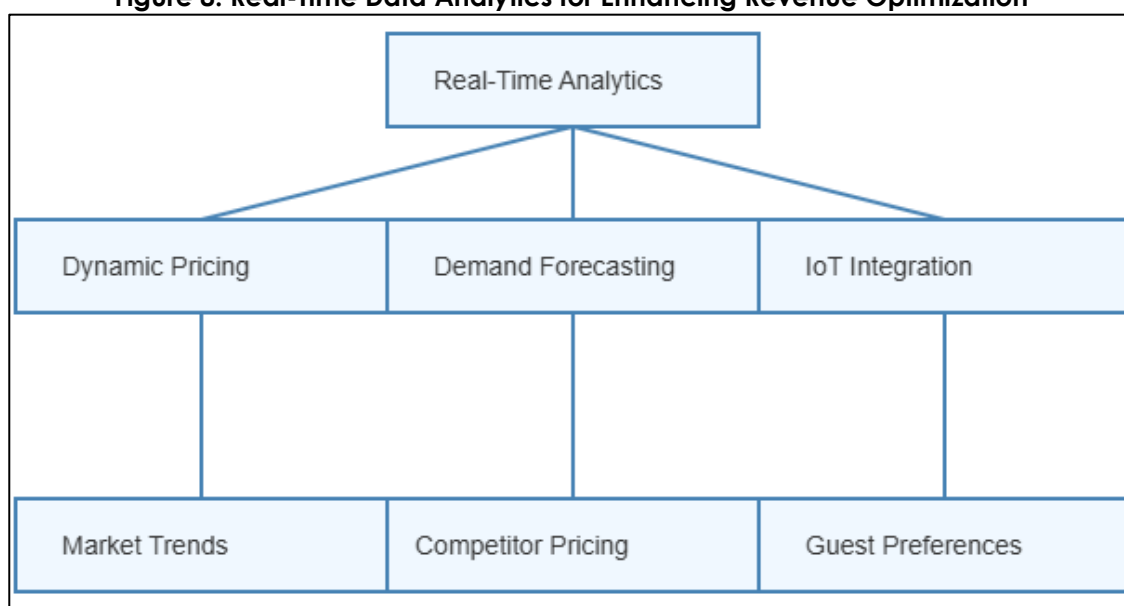 Figure 8: Real-Time Data Analytics for Enhancing Revenue Optimization
Real-Time Analytics
Dynamic Pricing
Demand Forecasting
IoT Integration
Market Trends
Competitor Pricing
Guest Preferences